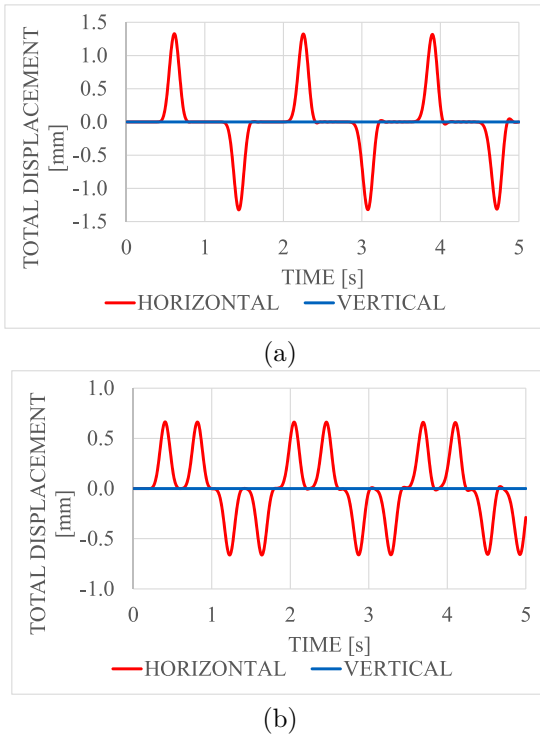 TOTAL DISPLACEMENT
[mm]
1.5
1.0
0.5
0.0
-0.5
-1.0
-1.5
0 1 2 3 4 5
TIME [s]
HORIZONTAL VERTICAL
(a)
TOTAL DISPLACEMENT
[mm]
1.0
0.5
0.0
-0.5
-1.0
0 1 2 3 4 5
TIME [s]
HORIZONTAL VERTICAL
(b)